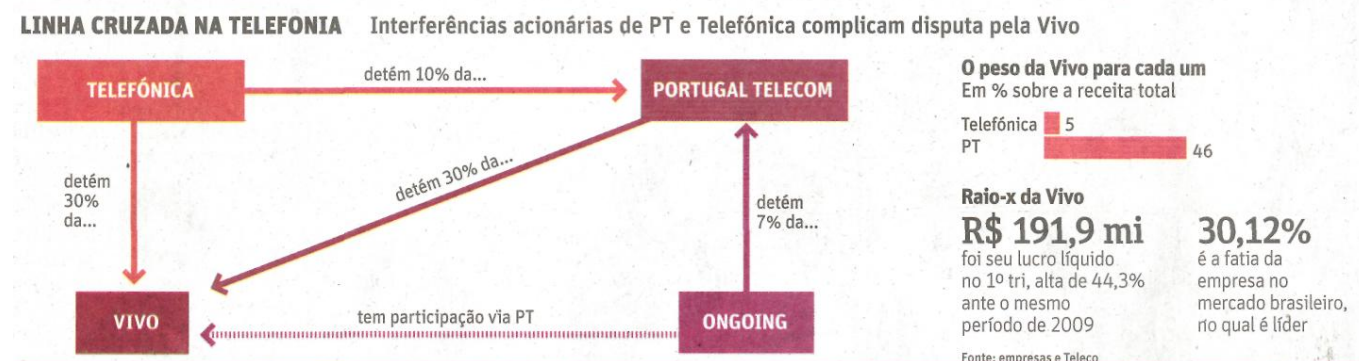 LINHA CRUZADA NA TELEFONIA Interferências acionárias de PT e Telefónica complicam disputa pela Vivo
TELEFÓNICA
detém 10% da...
PORTUGAL TELECOM
detém
30%
da...
detém 30% da...
detém
7% da...
VIVO
tem participação via PT
ONGOING
O peso da Vivo para cada um
Em % sobre a receita total
Telefónica 5
PT 46
Raio-x da Vivo
R$ 191,9 mi
foi seu lucro líquido
no 1º tri, alta de 44,3%
ante o mesmo
período de 2009
30,12%
é a fatia da
empresa no
mercado brasileiro,
no qual é líder
Fonte: empresas e Teleco